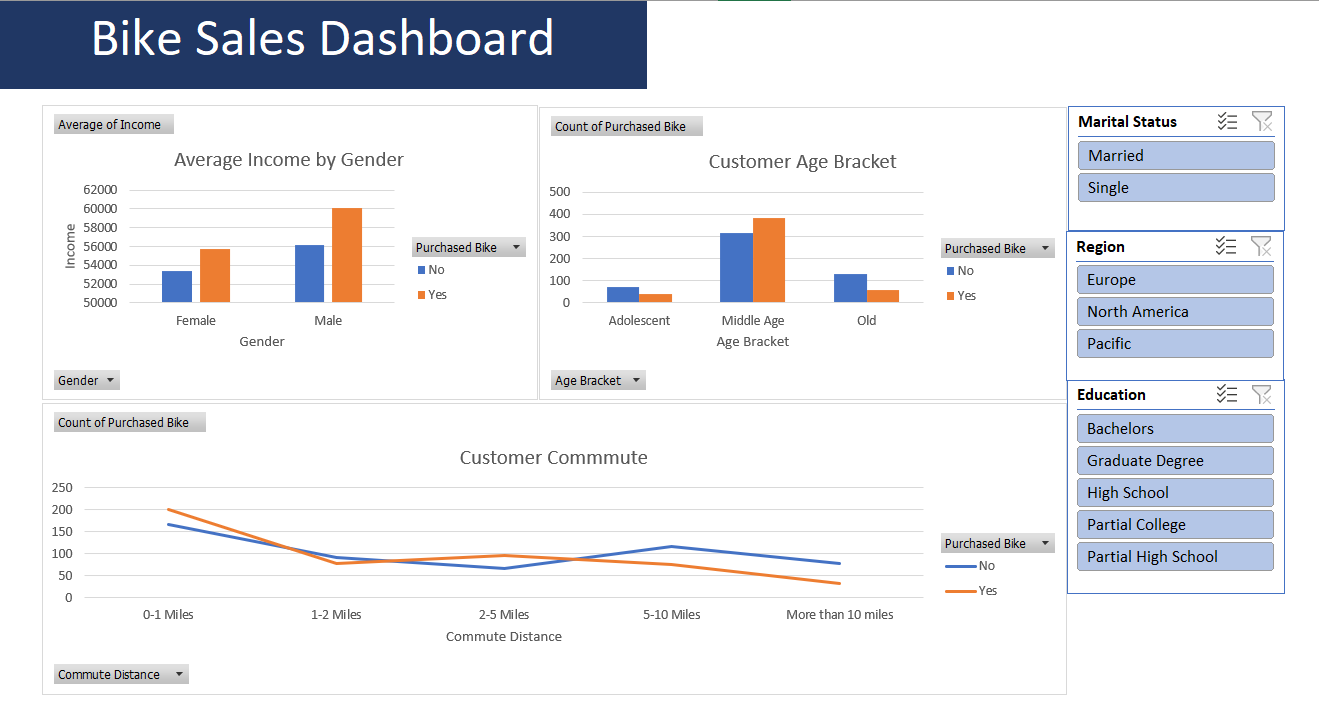 Bike Sales Dashboard
Average of Income
Average Income by Gender
62000
60000
58000
56000
54000
52000
50000
Income
Female
Male
Gender
Purchased Bike
No
Yes
Gender
Count of Purchased Bike
Customer Age Bracket
500
400
300
200
100
0
Adolescent
Middle Age
Old
Age Bracket
Purchased Bike
No
Yes
Age Bracket
Count of Purchased Bike
Customer Commmute
250
200
150
100
50
0
0-1 Miles
1-2 Miles
2-5 Miles
5-10 Miles
More than 10 miles
Commute Distance
Purchased Bike
No
Yes
Commute Distance
Marital Status
Married
Single
Region
Europe
North America
Pacific
Education
Bachelors
Graduate Degree
High School
Partial College
Partial High School